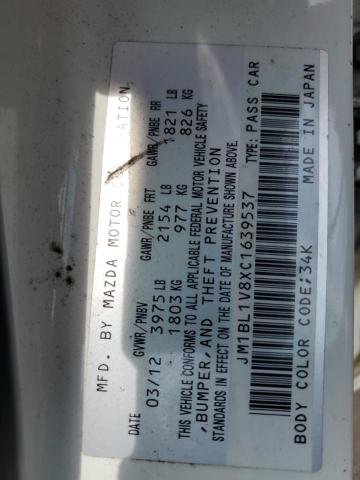 MFD. BY MAZDA MOTOR C ATION
DATE GVWR/PNBV GAWR/PNBE FRT GAWR/PNBE RR
03/12 3975 LB 2154 LB 1821 LB
1803 KG 977 KG 826 KG
THIS VEHICLE CONFORMS TO ALL APPLICABLE FEDERAL MOTOR VEHICLE SAFETY
,BUMPER,AND THEFT PREVENTION
STANDARDS IN EFFECT ON THE DATE OF MANUFACTURE SHOWN ABOVE.
JM1BL1V8XC1639537 TYPE: PASS CAR
BODY COLOR CODE;34K MADE IN JAPAN